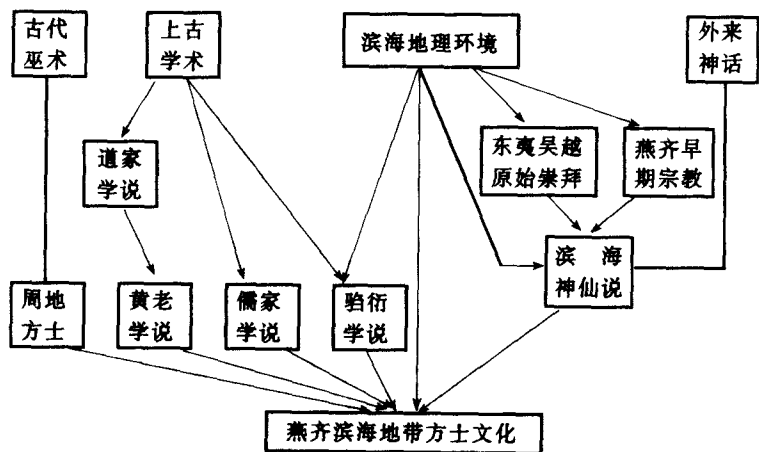 古代
巫术
上古
学术
滨海地理环境
外来
神话
道家
学说
东夷吴越
原始崇拜
燕齐早
期宗教
滨 海
神仙说
周地
方士
黄老
学说
儒家
学说
驺衍
学说
燕齐滨海地带方士文化